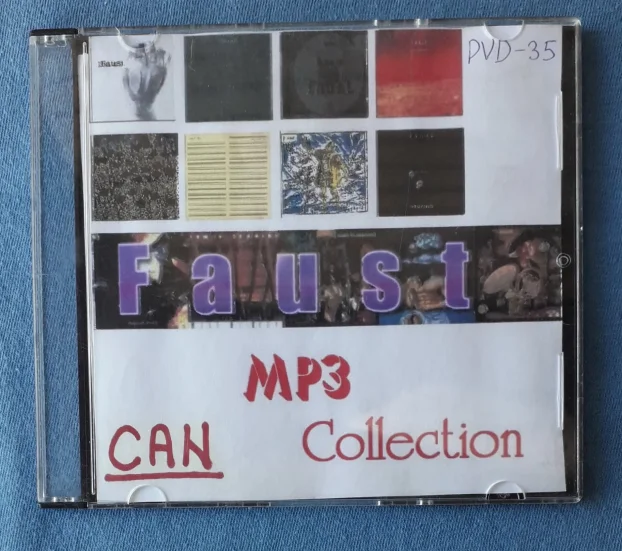 PVD-35
Faust
MP3
CAN
Collection